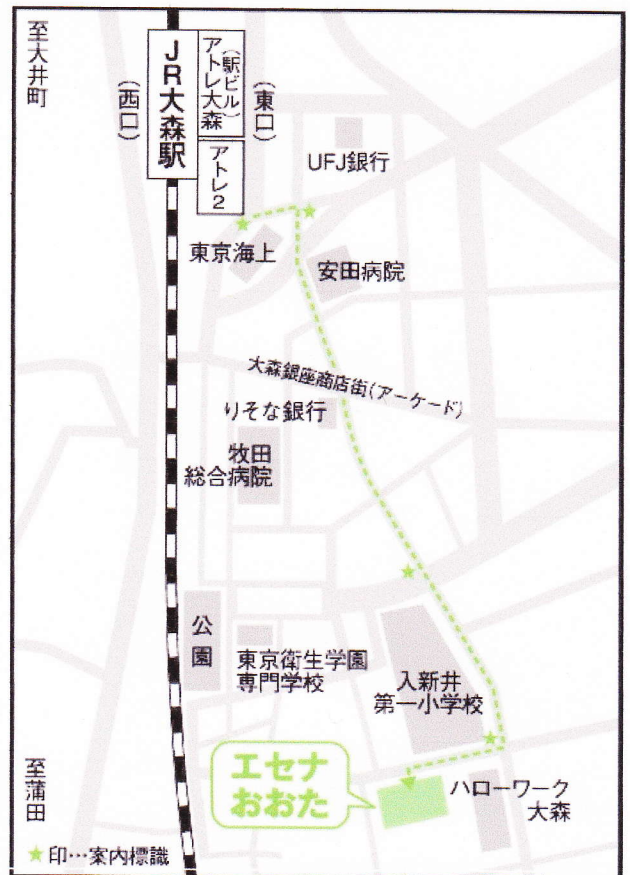 至大井町
(西口)
JR大森駅
(駅ビル)
アトレ大森
アトレ2
(東口)
UFJ銀行
東京海上
安田病院
大森銀座商店街(アーケード)
りそな銀行
牧田
総合病院
公園
東京衛生学園
専門学校
入新井
第一小学校
エセナ
おおた
ハローワーク
大森
至蒲田
★印…案内標識